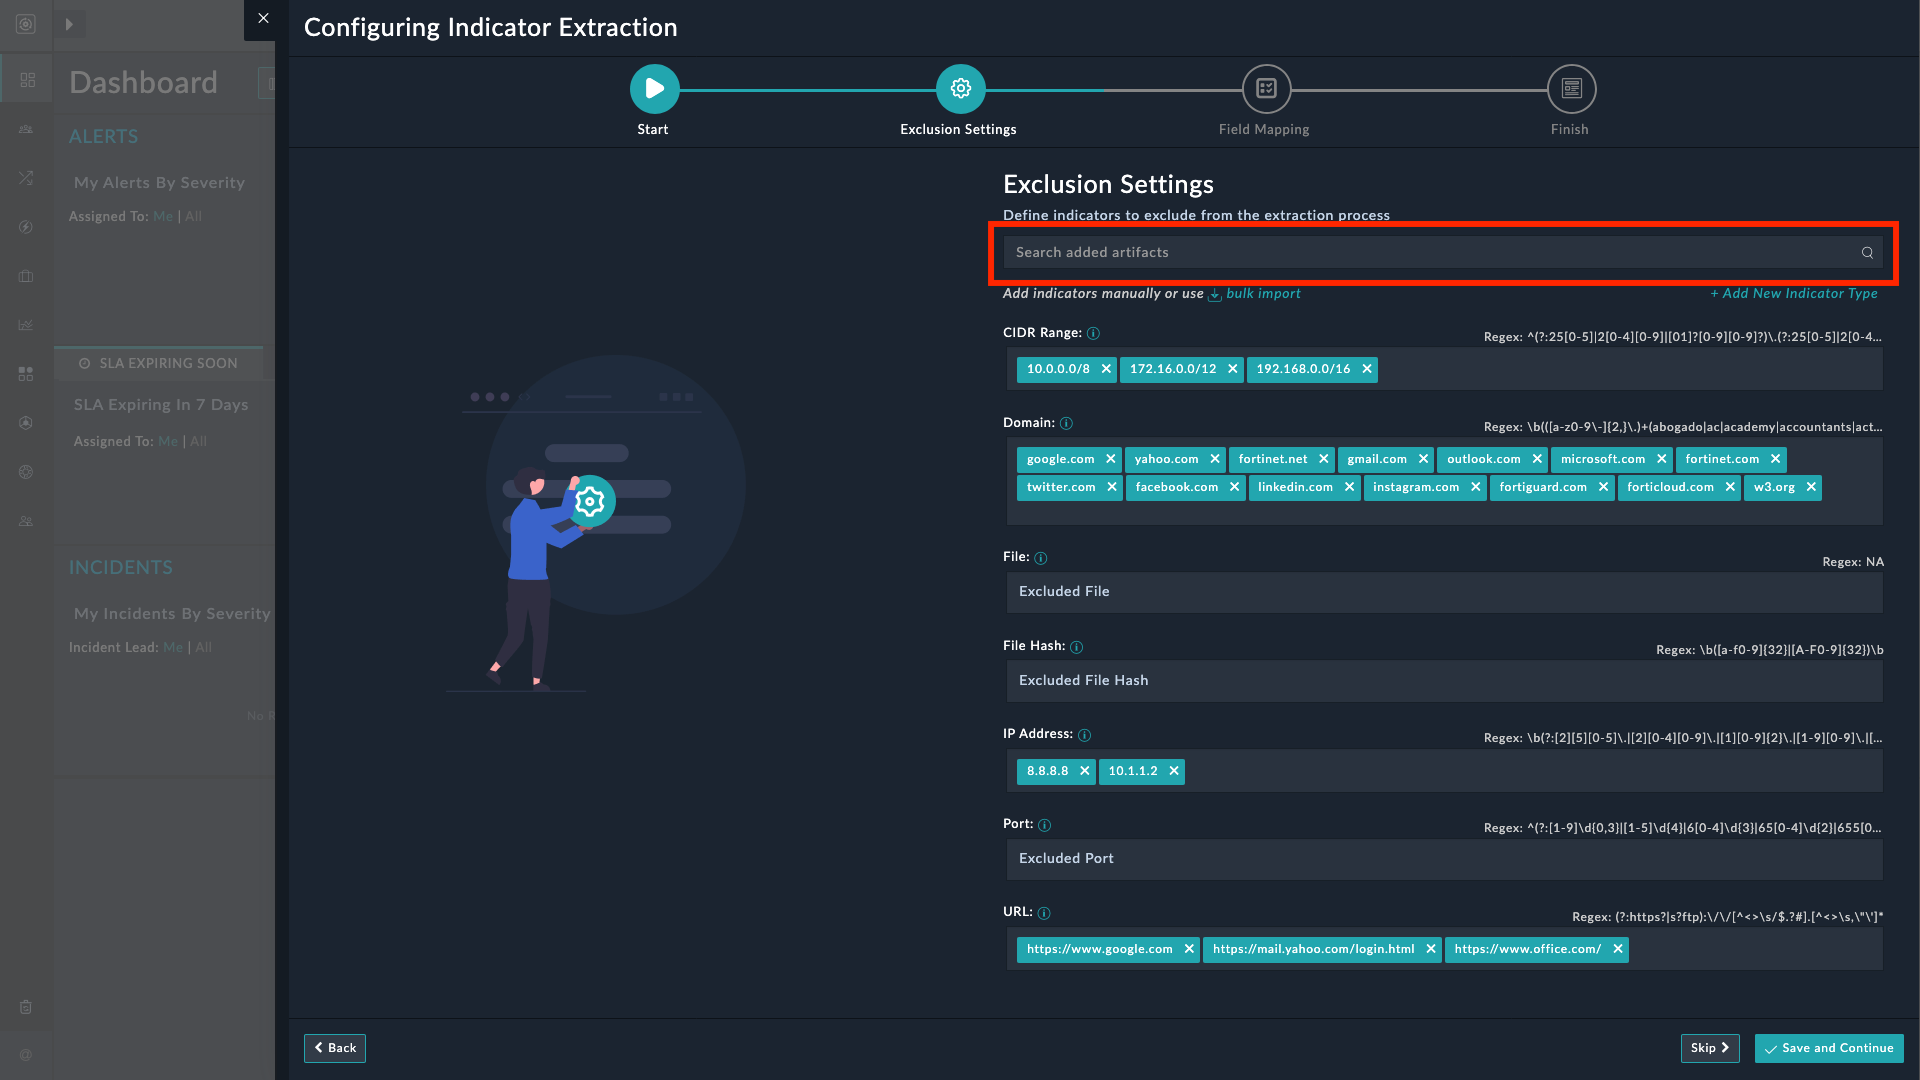 Configuring Indicator Extraction
Start
Exclusion Settings
Field Mapping
Finish
Dashboard
ALERTS
My Alerts By Severity
Assigned To: Me | All
SLA EXPIRING SOON
SLA Expiring In 7 Days
Assigned To: Me | All
INCIDENTS
My Incidents By Severity
Incident Lead: Me | All
No R
Exclusion Settings
Define indicators to exclude from the extraction process
Search added artifacts
Add indicators manually or use bulk import
+ Add New Indicator Type
CIDR Range:
Regex: ^(?:25[0-5]|2[0-4][0-9]|[01]?[0-9][0-9]?)\.(?:25[0-5]|2[0-4...
10.0.0.0/8 172.16.0.0/12 192.168.0.0/16
Domain:
Regex: \b(([a-z0-9\-]{2,}\.)+(abogado|ac|academy|accountants|act...
google.com yahoo.com fortinet.net gmail.com outlook.com microsoft.com fortinet.com
twitter.com facebook.com linkedin.com instagram.com fortiguard.com forticloud.com w3.org
File:
Regex: NA
Excluded File
File Hash:
Regex: \b([a-f0-9]{32}|[A-F0-9]{32})\b
Excluded File Hash
IP Address:
Regex: \b(?:[2][5][0-5]\.|[2][0-4][0-9]\.|[1][0-9]{2}\.|[1-9][0-9]\.|[...
8.8.8.8 10.1.1.2
Port:
Regex: ^(?:[1-9]\d{0,3}|[1-5]\d{4}|6[0-4]\d{3}|65[0-4]\d{2}|655[0...
Excluded Port
URL:
Regex: (?:https?|s?ftp):\/\/[^<>\s/$.?#].[^<>\s,\"\']*
https://www.google.com https://mail.yahoo.com/login.html https://www.office.com/
Back
Skip
Save and Continue